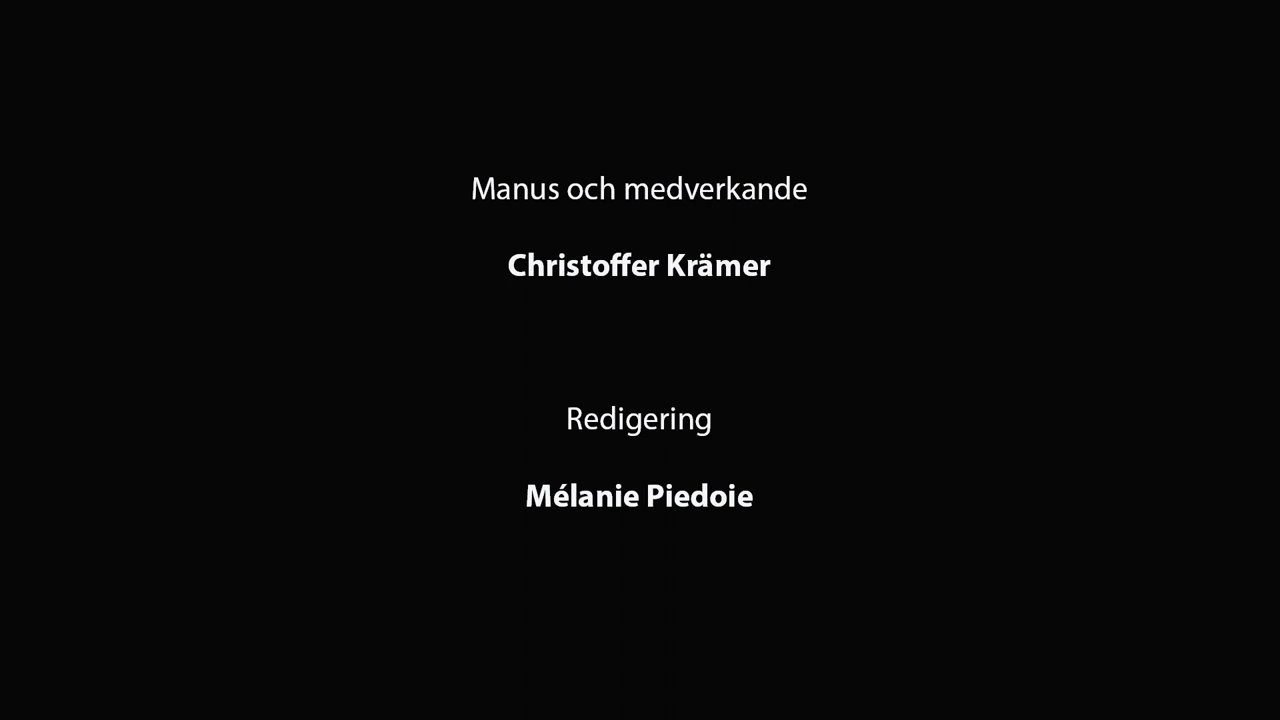 Manus och medverkande
Christoffer Krämer
Redigering
Mélanie Piedoie